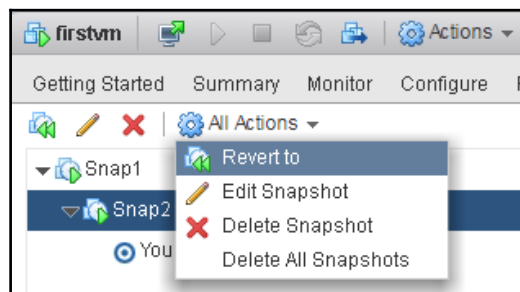 firstvm Actions
Getting Started Summary Monitor Configure
All Actions
Snap1
Revert to
Snap2
Edit Snapshot
Delete Snapshot
You
Delete All Snapshots